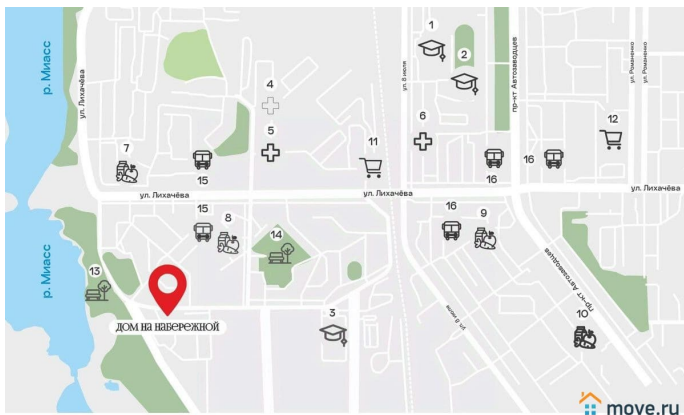 р. Миасс
ул. Лихачёва
ул. 8 июля
пр-кт Автозаводцев
ул. Романенко
ул. Романенко
1
2
4
5
6
7
11
12
15
16
16
ул. Лихачёва
ул. Лихачёва
ул. Лихачёва
15
8
14
16
9
р. Миасс
13
ДОМ НА НАБЕРЕЖНОЙ
3
ул. 8 июля
пр-кт Автозаводцев
10
move.ru